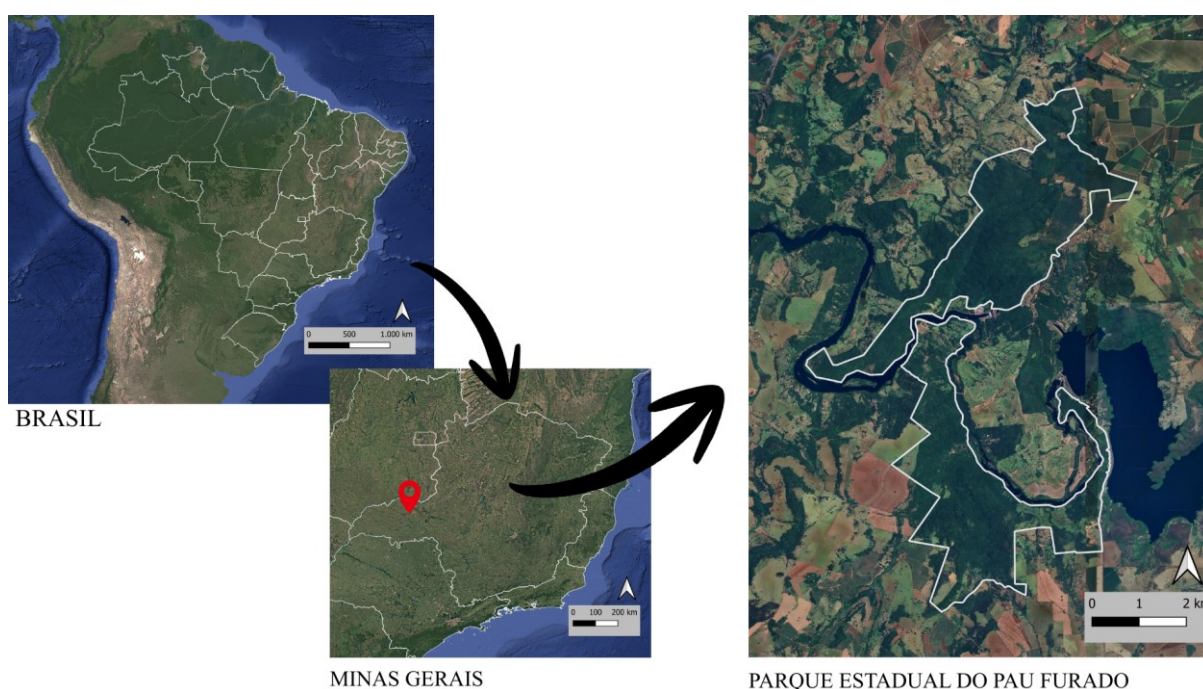 0 500 1.000 km
BRASIL
0 100 200 km
MINAS GERAIS
0 1 2 km
PARQUE ESTADUAL DO PAU FURADO